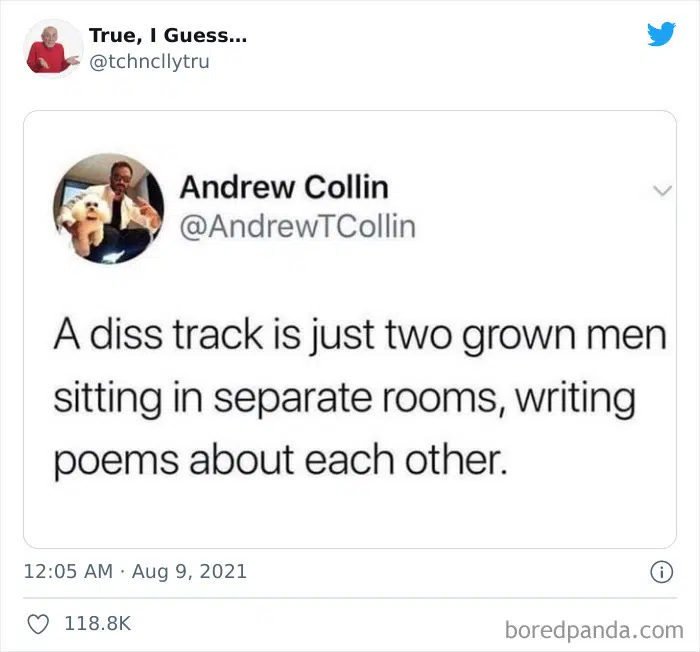 True, I Guess...
@tchncllytru
Andrew Collin
@AndrewTCollin
A diss track is just two grown men
sitting in separate rooms, writing
poems about each other.
12:05 AM · Aug 9, 2021
118.8K
boredpanda.com